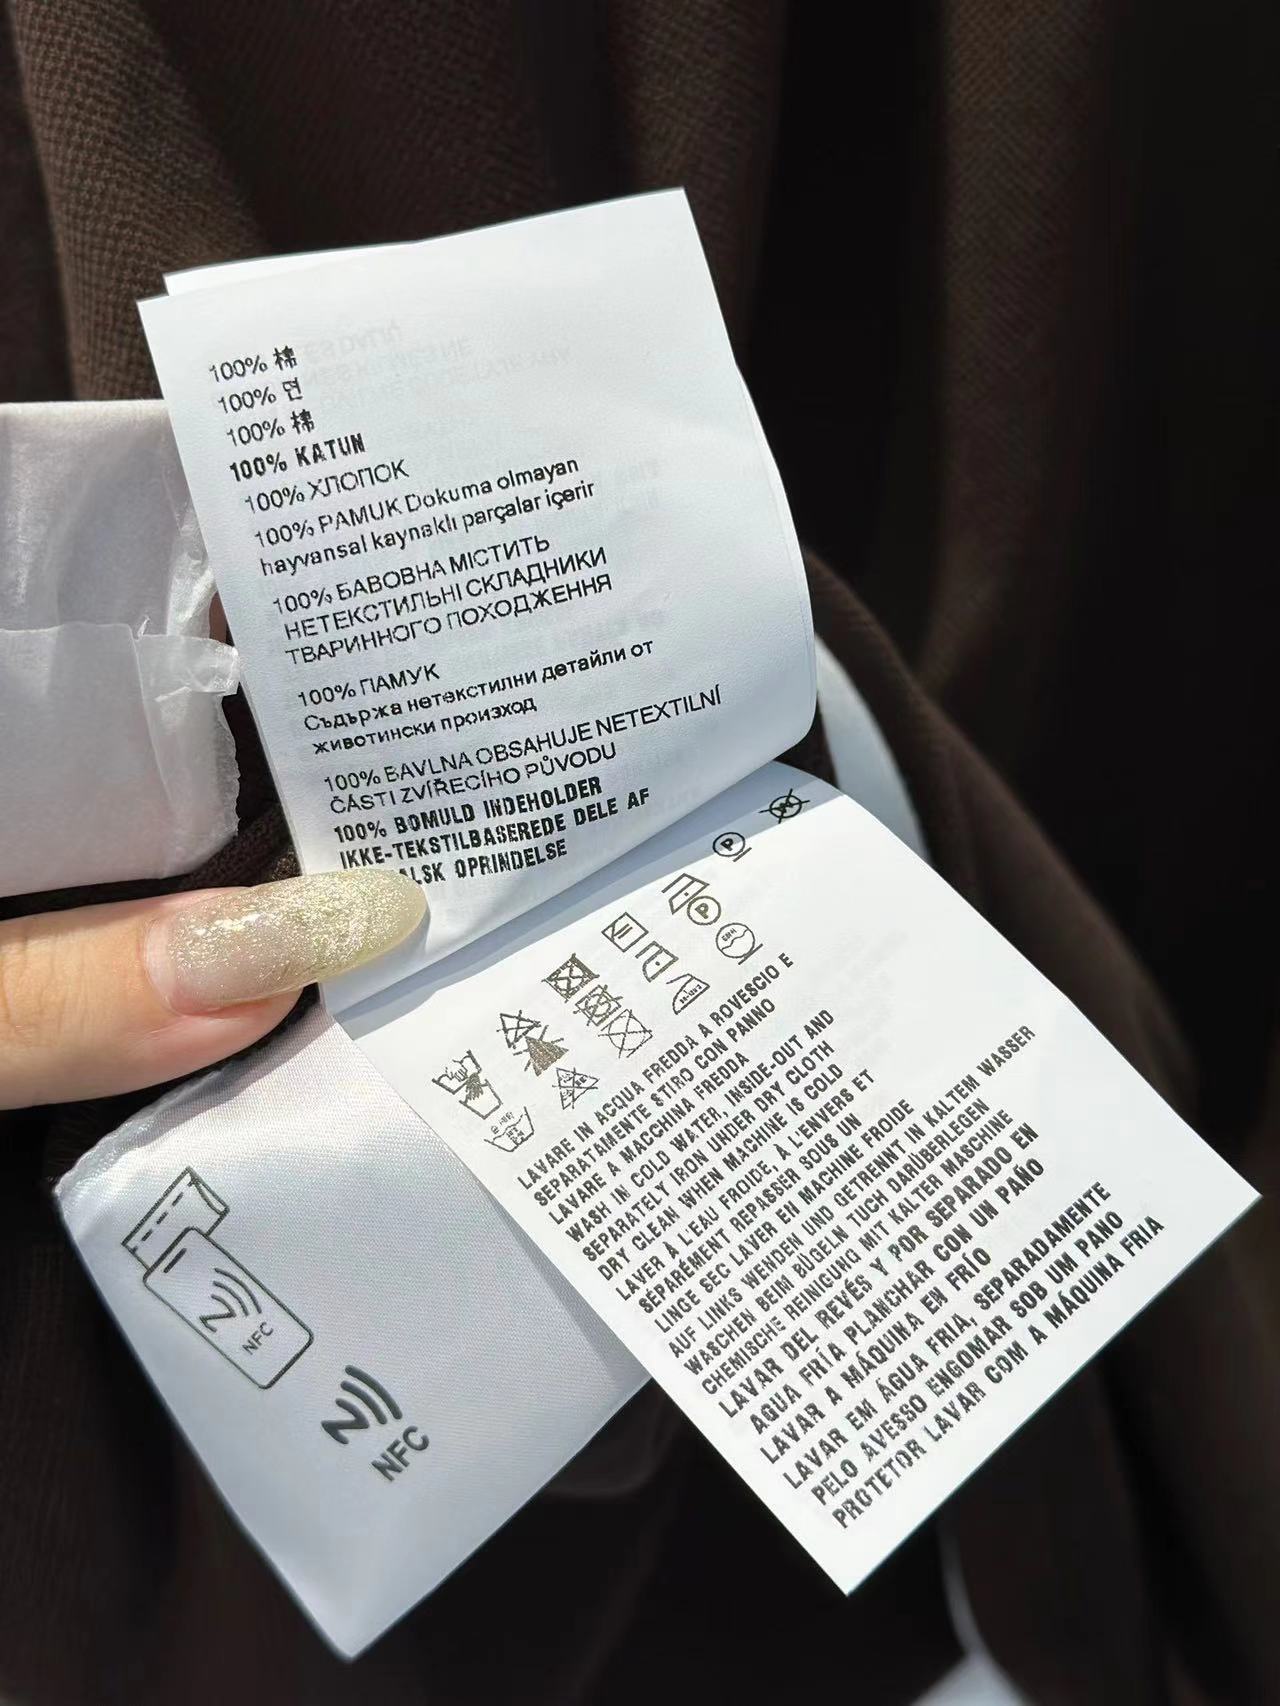 100% 棉
100% 면
100% 棉
100% KATUN
100% ХЛОПОК
100% PAMUK Dokuma olmayan
hayvansal kaynaklı parçalar içerir
100% БАВОВНА МІСТИТЬ
НЕТЕКСТИЛЬНІ СКЛАДНИКИ
ТВАРИННОГО ПОХОДЖЕННЯ
100% ПАМУК
Съдържа нетекстилни детайли от
животински произход
100% BAVLNA OBSAHUJE NETEXTILNÍ
ČÁSTI ZVÍŘECÍHO PŮVODU
100% BOMULD INDEHOLDER
IKKE-TEKSTILBASEREDE DELE AF
ALSK OPRINDELSE
P
P
LAVARE IN ACQUA FREDDA A ROVESCIO E
SEPARATAMENTE STIRO CON PANNO
LAVARE A MACCHINA FREDDA
WASH IN COLD WATER, INSIDE-OUT AND
SEPARATELY IRON UNDER DRY CLOTH
DRY CLEAN WHEN MACHINE IS COLD
LAVER À L'EAU FROIDE, À L'ENVERS ET
SÉPARÉMENT REPASSER SOUS UN
LINGE SEC LAVER EN MACHINE FROIDE
AUF LINKS WENDEN UND GETRENNT IN KALTEM WASSER
WASCHEN BEIM BÜGELN TUCH DARÜBERLEGEN
CHEMISCHE REINIGUNG MIT KALTER MASCHINE
LAVAR DEL REVÉS Y POR SEPARADO EN
AGUA FRÍA PLANCHAR CON UN PAÑO
LAVAR A MÁQUINA EN FRÍO
LAVAR EM ÁGUA FRIA, SEPARADAMENTE
PELO AVESSO ENGOMAR SOB UM PANO
PROTETOR LAVAR COM A MÁQUINA FRIA
NFC
NFC